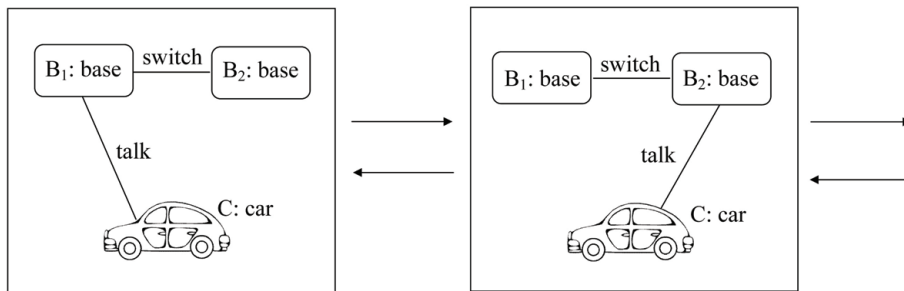 switch
B₁: base
B₂: base
talk
C: car
switch
B₁: base
B₂: base
talk
C: car